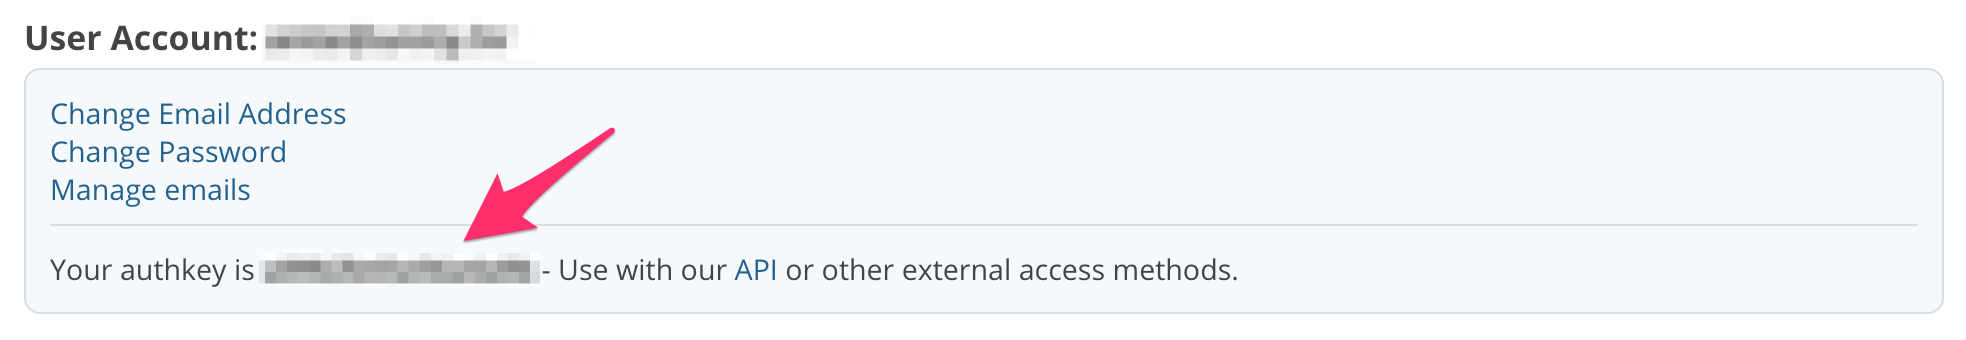 User Account:
Change Email Address
Change Password
Manage emails
Your authkey is - Use with our API or other external access methods.